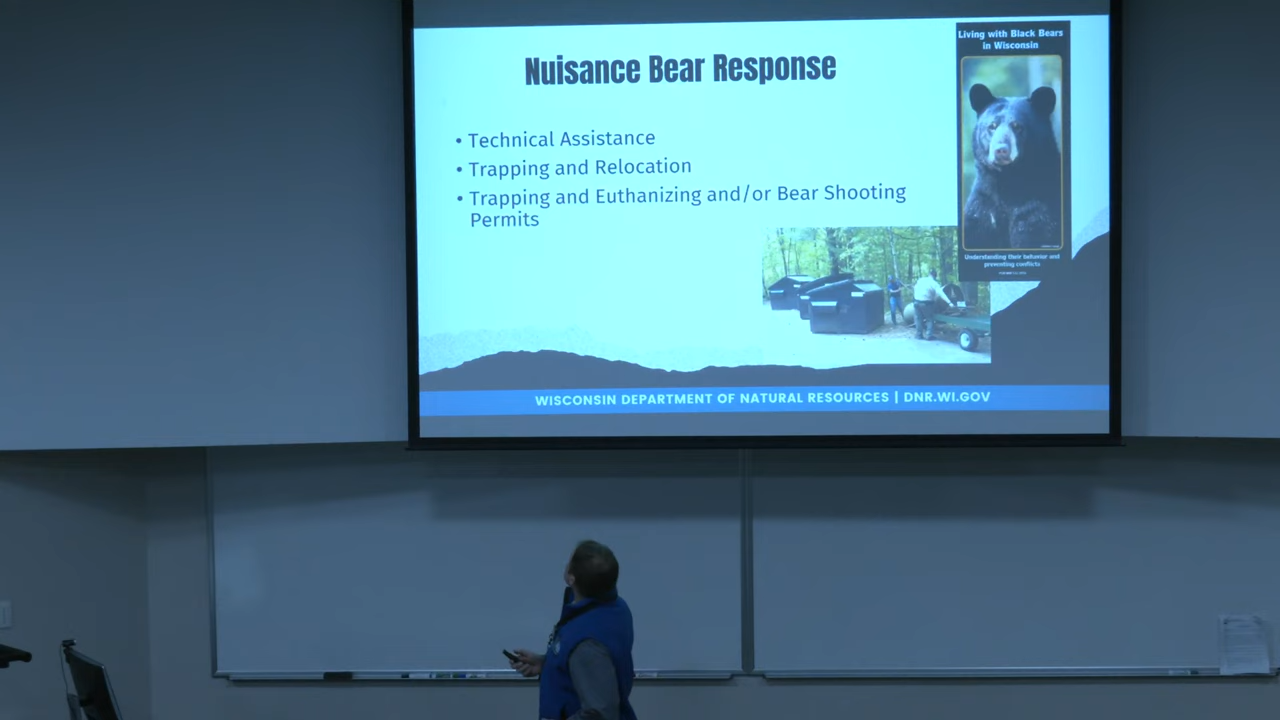 Nuisance Bear Response
• Technical Assistance
• Trapping and Relocation
• Trapping and Euthanizing and/or Bear Shooting
Permits
Living with Black Bears
in Wisconsin
Understanding their behavior and
preventing conflicts
WISCONSIN DEPARTMENT OF NATURAL RESOURCES | DNR.WI.GOV